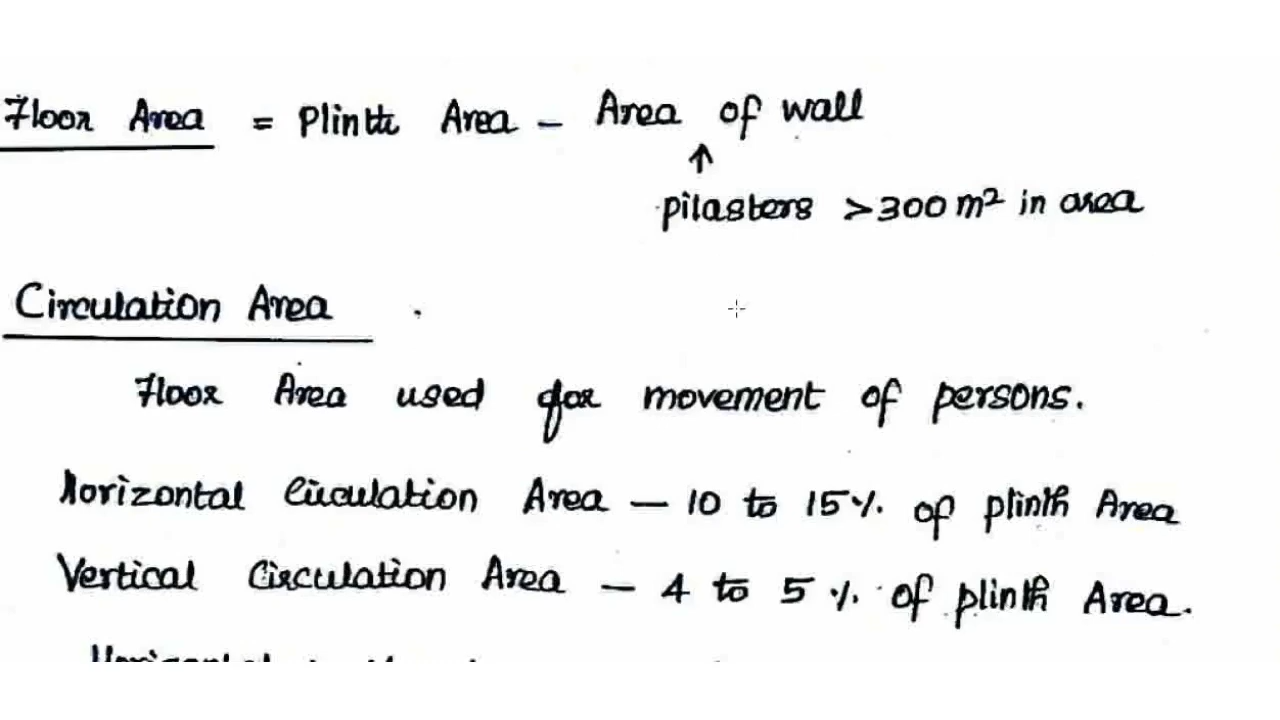 Floor Area = Plinth Area - Area of wall
↑
pilasters >300 m² in area
Circulation Area
Floor Area used for movement of persons.
Horizontal Circulation Area - 10 to 15% of plinth Area
Vertical Circulation Area - 4 to 5% of plinth Area.
Horizontal